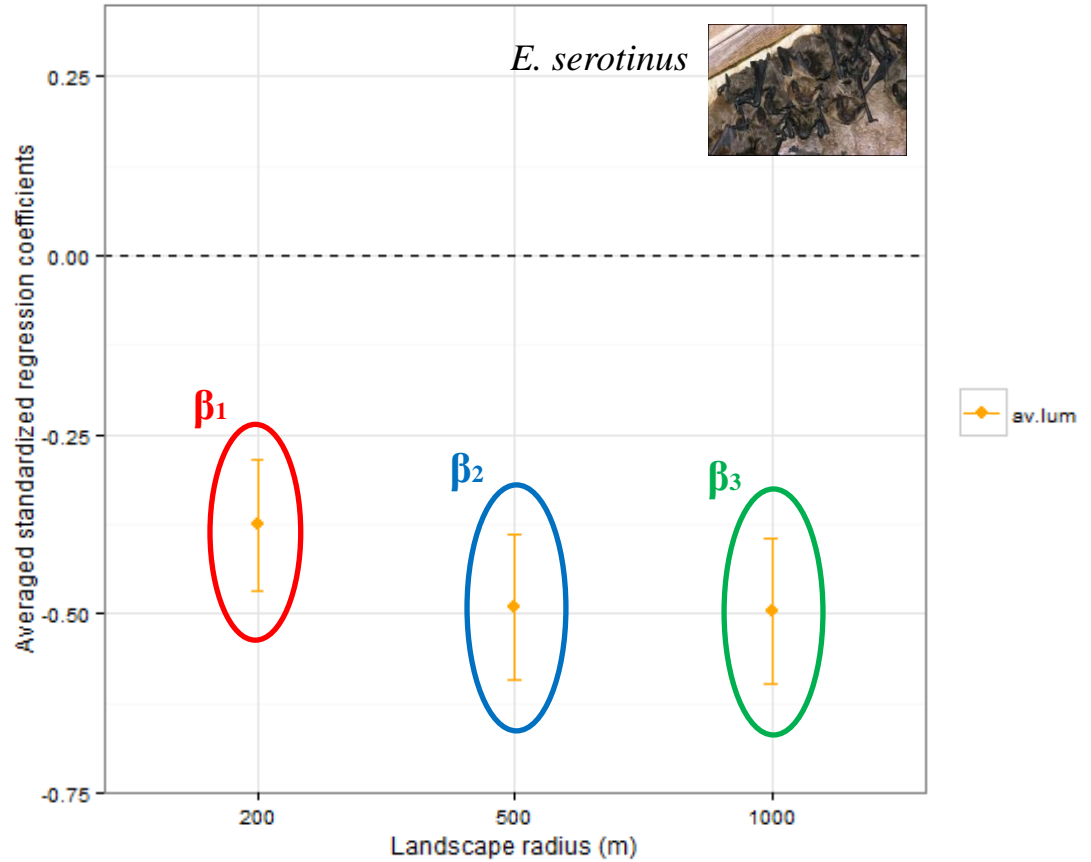 E. serotinus
0.25
0.00
-0.25
-0.50
-0.75
Averaged standardized regression coefficients
β1
β2
β3
av.lum
200
500
1000
Landscape radius (m)